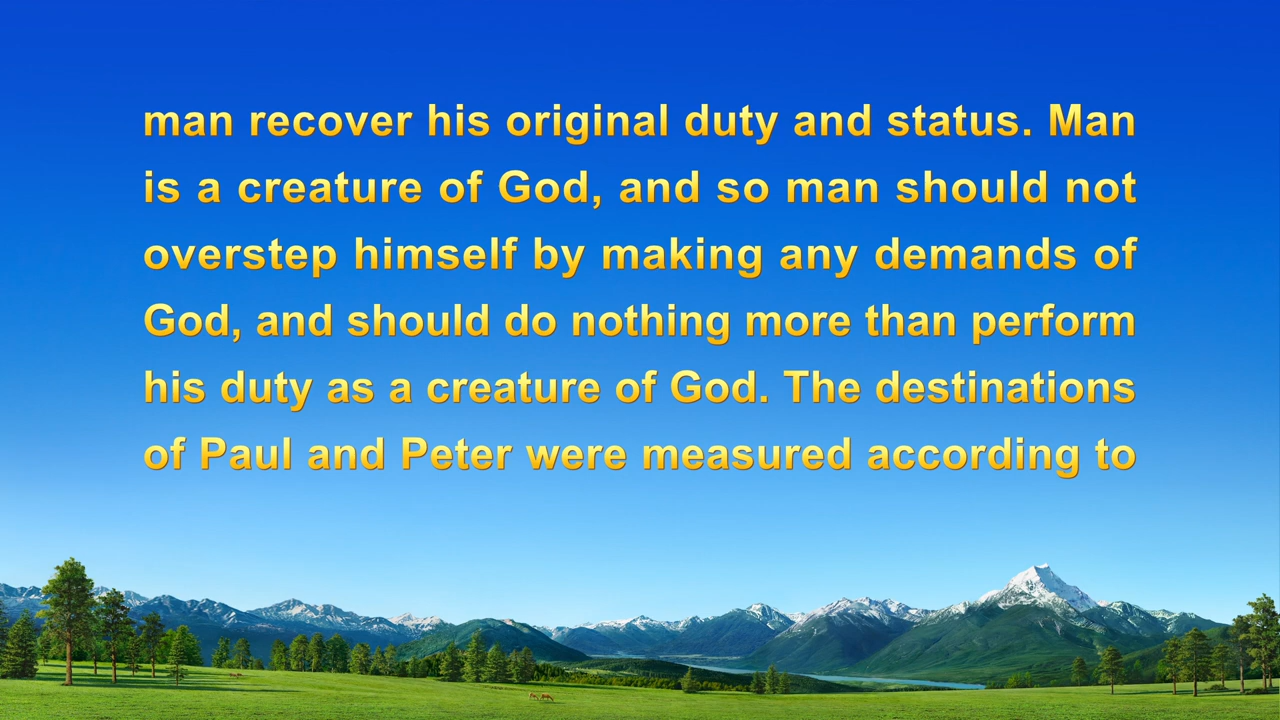 man recover his original duty and status. Man
is a creature of God, and so man should not
overstep himself by making any demands of
God, and should do nothing more than perform
his duty as a creature of God. The destinations
of Paul and Peter were measured according to